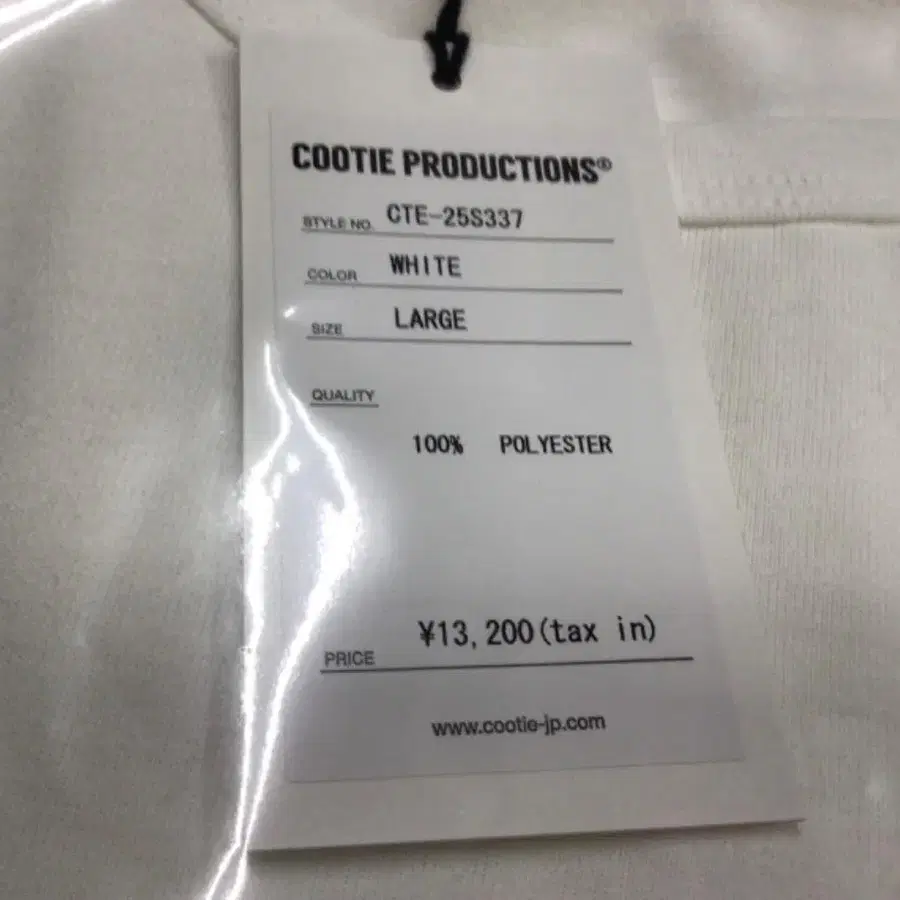 COOTIE PRODUCTIONS®
STYLE NO. CTE-25S337
COLOR WHITE
SIZE LARGE
QUALITY
100% POLYESTER
PRICE ¥13,200(tax in)
www.cootie-jp.com